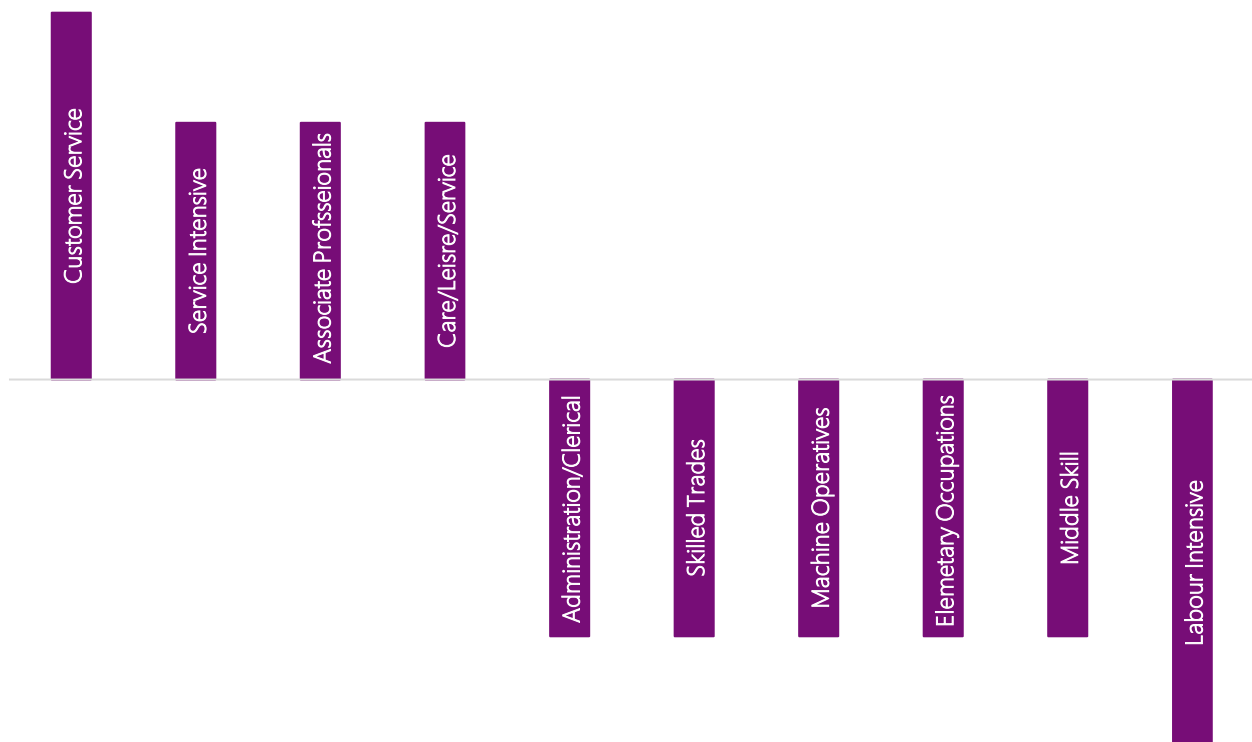 Customer Service
Service Intensive
Associate Profsseionals
Care/Leisre/Service
Administration/Clerical
Skilled Trades
Machine Operatives
Elemetary Occupations
Middle Skill
Labour Intensive